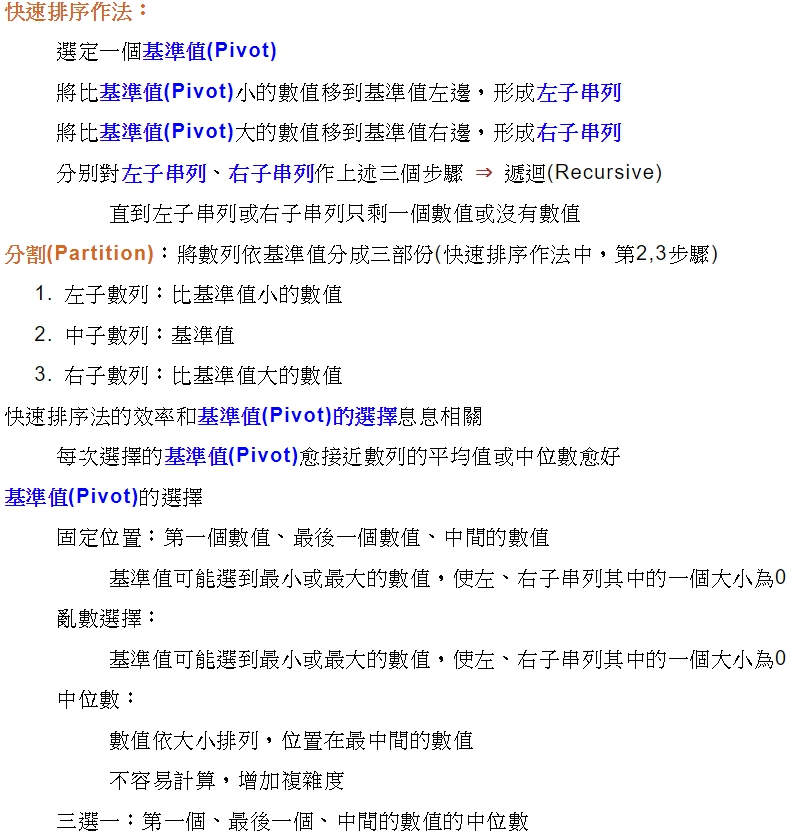 快速排序作法：
選定一個基準值(Pivot)
將比基準值(Pivot)小的數值移到基準值左邊，形成左子串列
將比基準值(Pivot)大的數值移到基準值右邊，形成右子串列
分別對左子串列、右子串列作上述三個步驟 ⇒ 遞迴(Recursive)
直到左子串列或右子串列只剩一個數值或沒有數值
分割(Partition)：將數列依基準值分成三部份(快速排序作法中，第2,3步驟)
1. 左子數列：比基準值小的數值
2. 中子數列：基準值
3. 右子數列：比基準值大的數值
快速排序法的效率和基準值(Pivot)的選擇息息相關
每次選擇的基準值(Pivot)愈接近數列的平均值或中位數愈好
基準值(Pivot)的選擇
固定位置：第一個數值、最後一個數值、中間的數值
基準值可能選到最小或最大的數值，使左、右子串列其中的一個大小為0
亂數選擇：
基準值可能選到最小或最大的數值，使左、右子串列其中的一個大小為0
中位數：
數值依大小排列，位置在最中間的數值
不容易計算，增加複雜度
三選一：第一個、最後一個、中間的數值的中位數